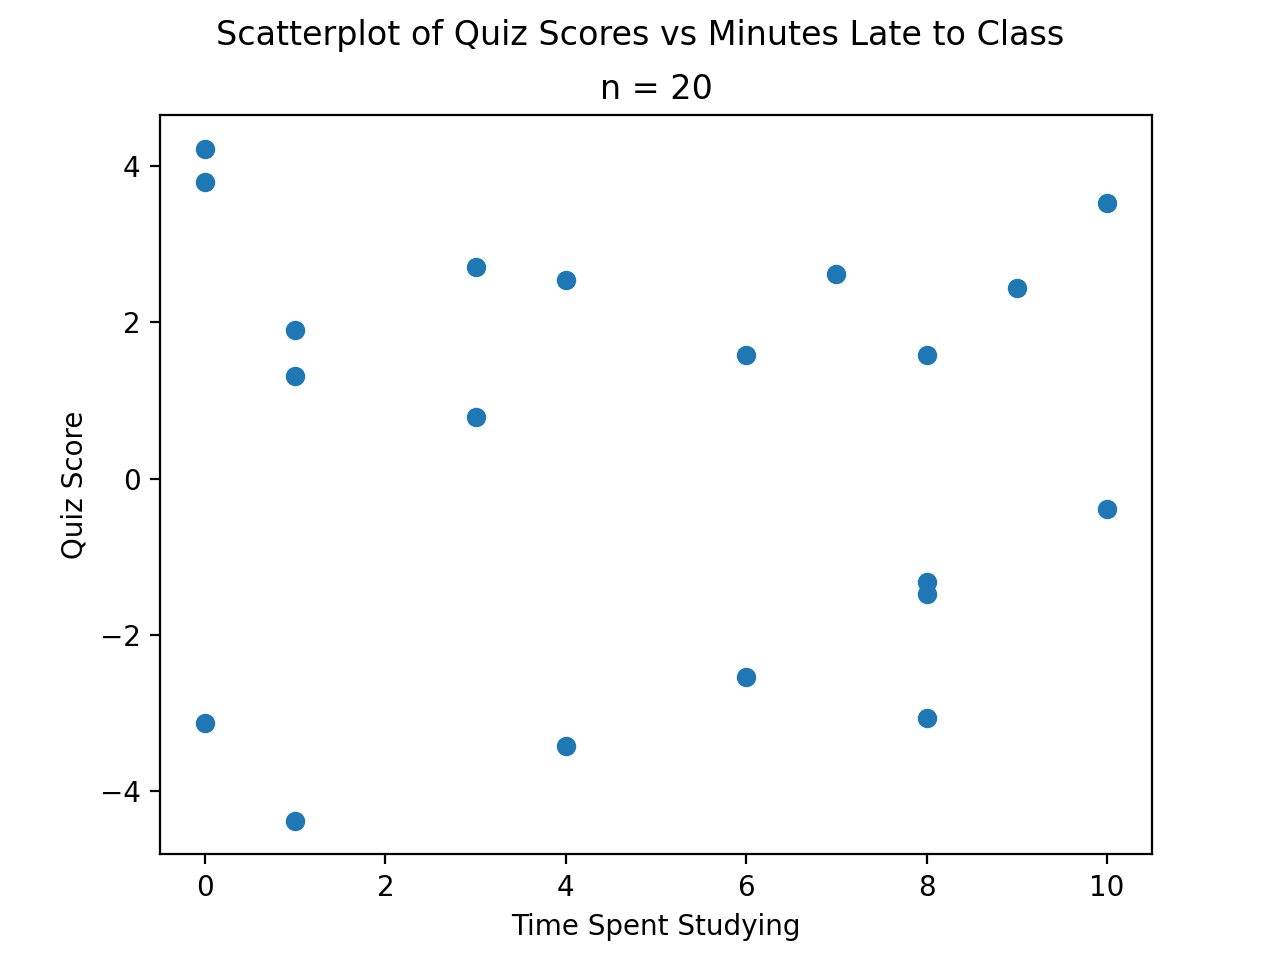 Scatterplot of Quiz Scores vs Minutes Late to Class
n = 20
4
2
0
−2
−4
Quiz Score
0 2 4 6 8 10
Time Spent Studying